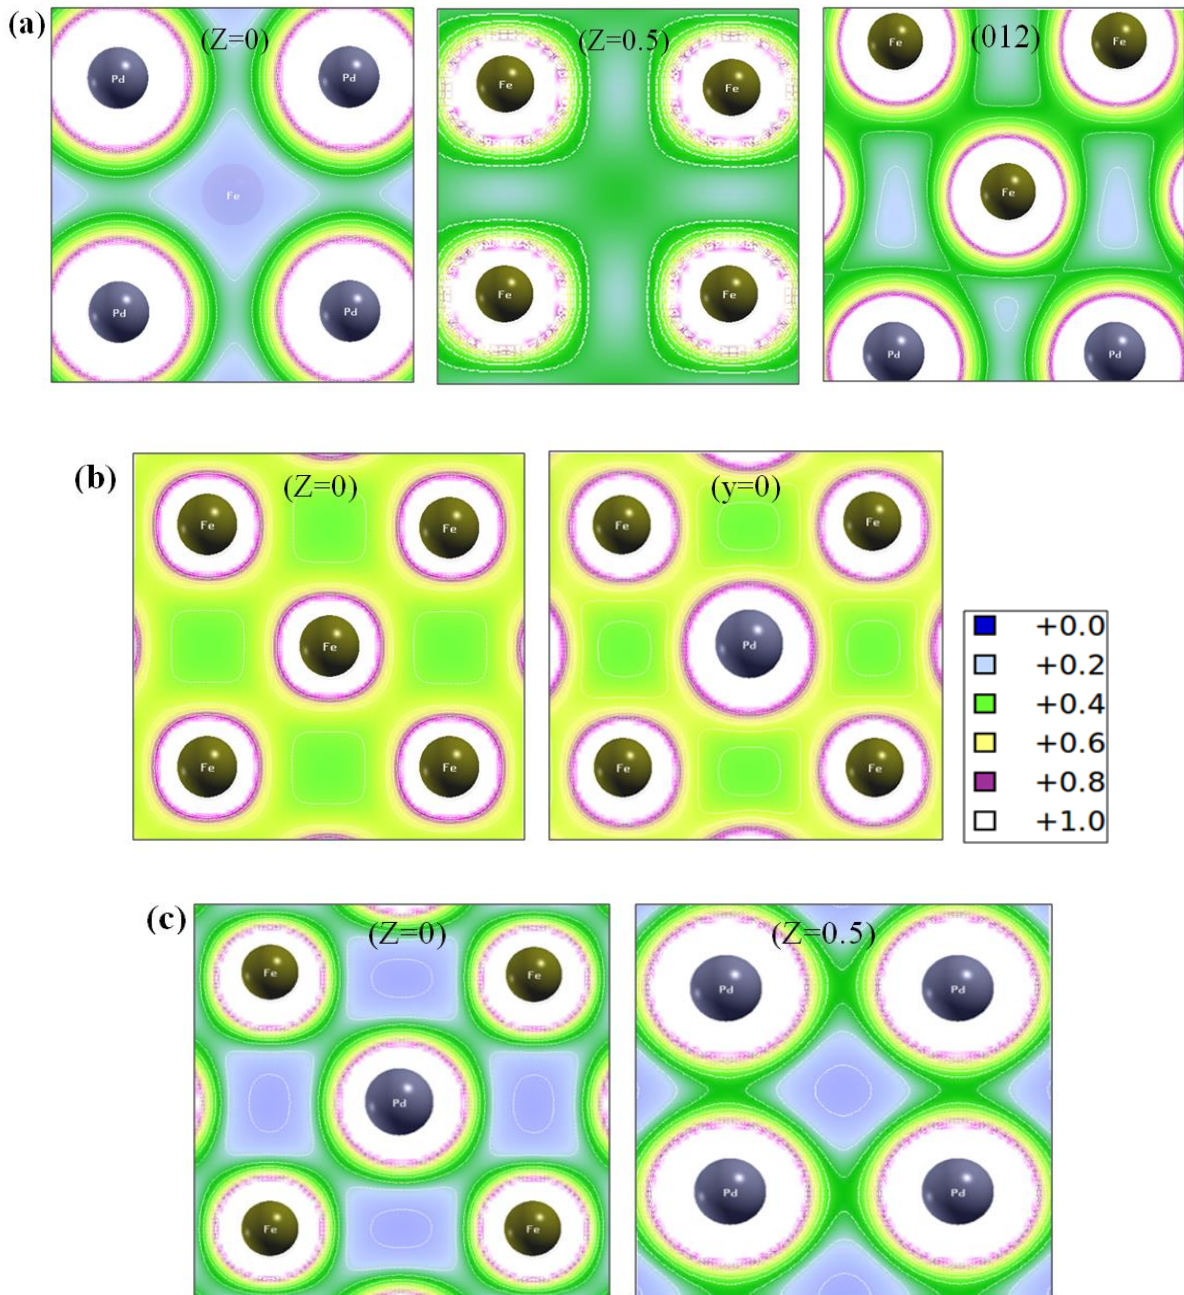 (a)
(Z=0)
Pd
Pd
Fe
Pd
Pd
(Z=0.5)
Fe
Fe
Fe
Fe
(012)
Fe
Fe
Fe
Pd
Pd
(b)
(Z=0)
Fe
Fe
Fe
Fe
Fe
(y=0)
Fe
Fe
Pd
Fe
Fe
+0.0
+0.2
+0.4
+0.6
+0.8
+1.0
(c)
(Z=0)
Fe
Fe
Pd
Fe
Fe
(Z=0.5)
Pd
Pd
Pd
Pd